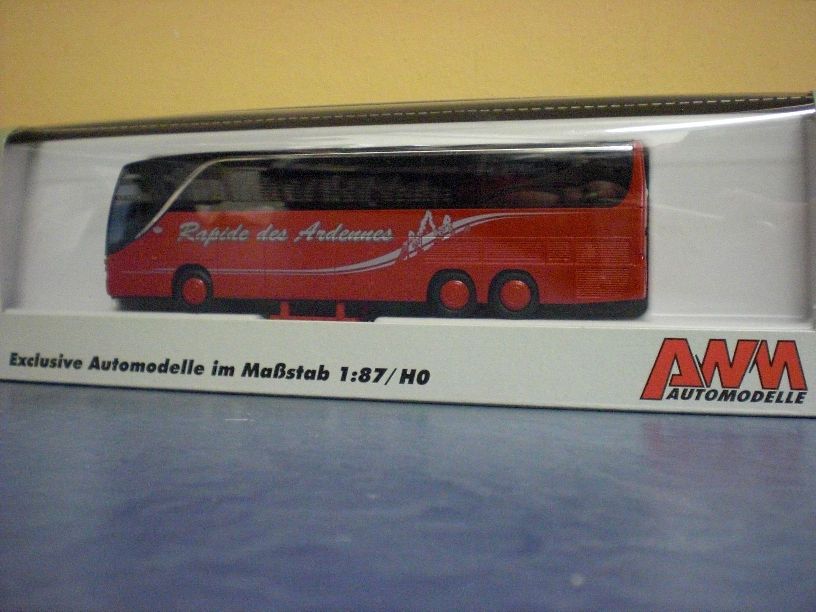 Rapide des Ardennes
Exclusive Automodelle im Maßstab 1:87/H0
AWM
AUTOMODELLE